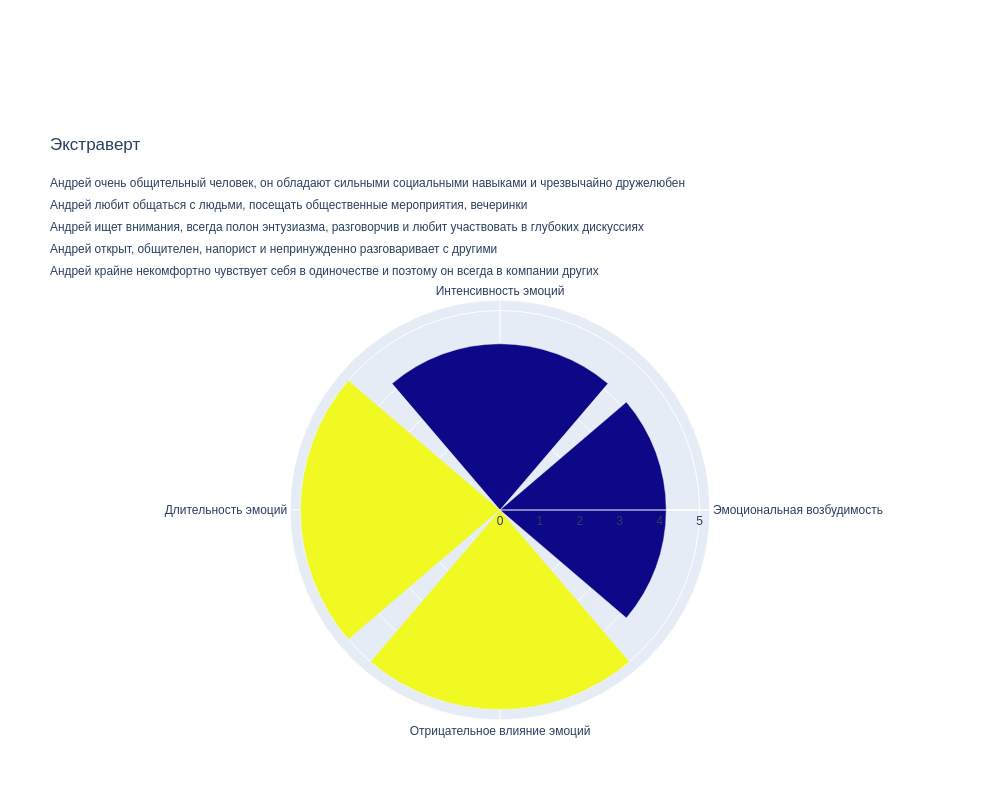 Экстраверт
Андрей очень общительный человек, он обладают сильными социальными навыками и чрезвычайно дружелюбен
Андрей любит общаться с людьми, посещать общественные мероприятия, вечеринки
Андрей ищет внимания, всегда полон энтузиазма, разговорчив и любит участвовать в глубоких дискуссиях
Андрей открыт, общителен, напорист и непринужденно разговаривает с другими
Андрей крайне некомфортно чувствует себя в одиночестве и поэтому он всегда в компании других
Интенсивность эмоций
Длительность эмоций
Эмоциональная возбудимость
0 1 2 3 4 5
Отрицательное влияние эмоций